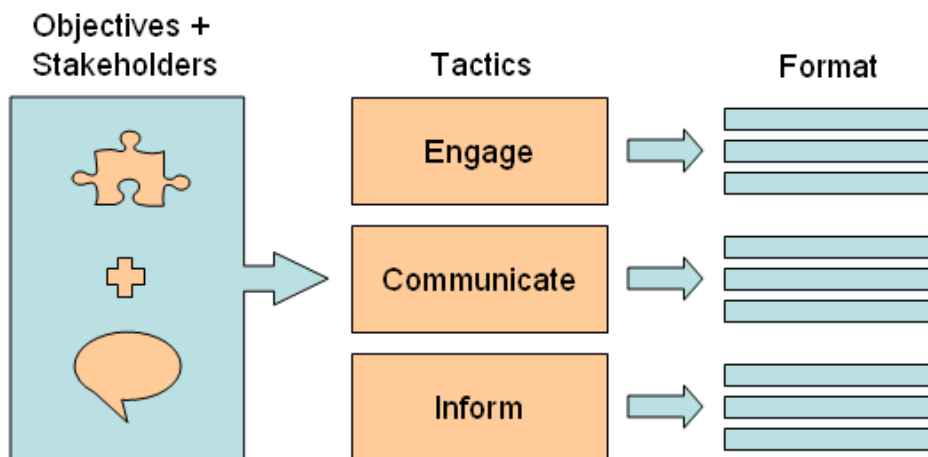 Objectives +
Stakeholders
Tactics
Format
Engage
Communicate
Inform